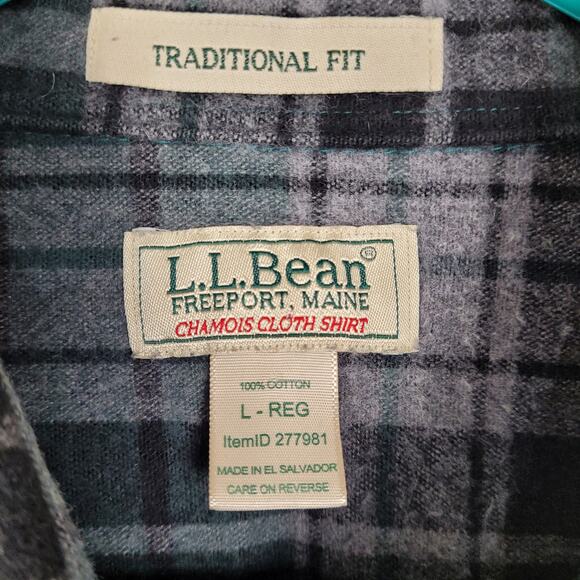 TRADITIONAL FIT
L.L.Bean®
FREEPORT, MAINE
CHAMOIS CLOTH SHIRT
100% COTTON
L - REG
ItemID 277981
MADE IN EL SALVADOR
CARE ON REVERSE